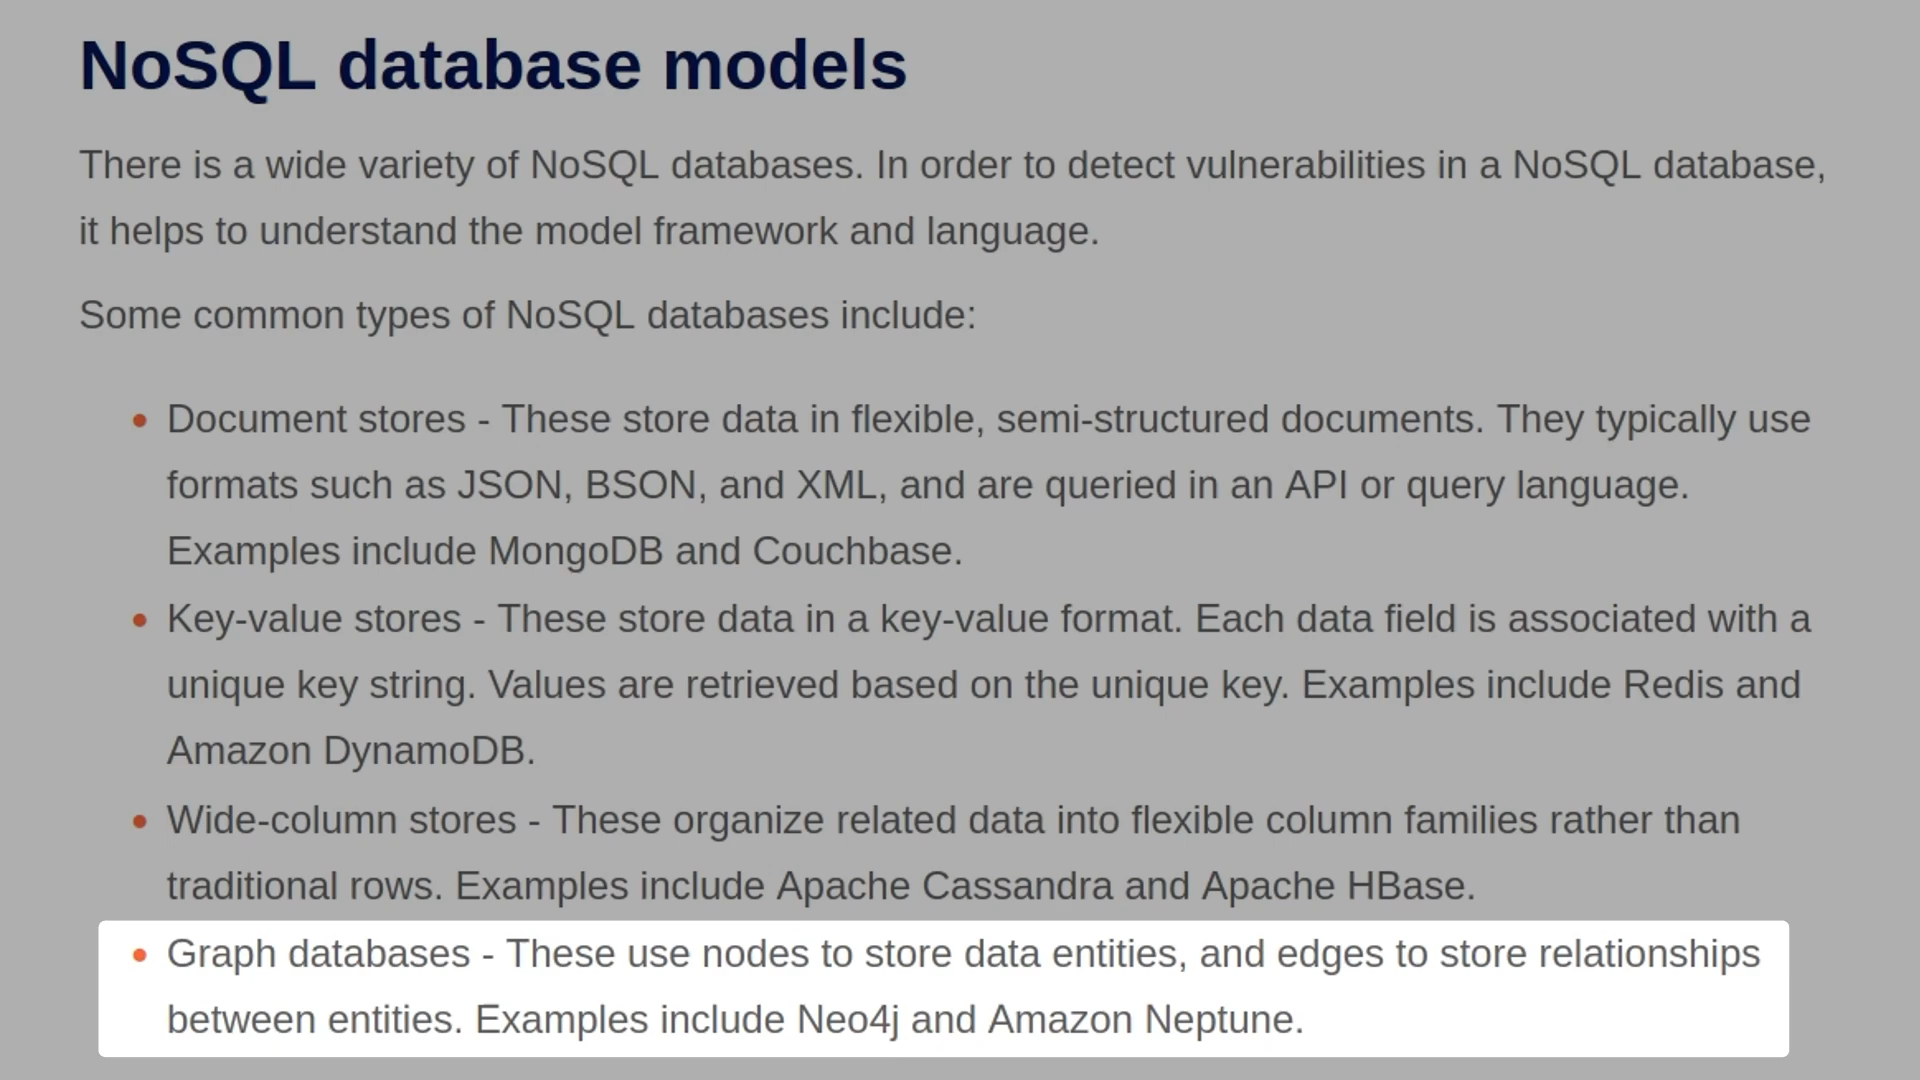 NoSQL database models
There is a wide variety of NoSQL databases. In order to detect vulnerabilities in a NoSQL database,
it helps to understand the model framework and language.
Some common types of NoSQL databases include:
• Document stores - These store data in flexible, semi-structured documents. They typically use
formats such as JSON, BSON, and XML, and are queried in an API or query language.
Examples include MongoDB and Couchbase.
• Key-value stores - These store data in a key-value format. Each data field is associated with a
unique key string. Values are retrieved based on the unique key. Examples include Redis and
Amazon DynamoDB.
• Wide-column stores - These organize related data into flexible column families rather than
traditional rows. Examples include Apache Cassandra and Apache HBase.
• Graph databases - These use nodes to store data entities, and edges to store relationships
between entities. Examples include Neo4j and Amazon Neptune.